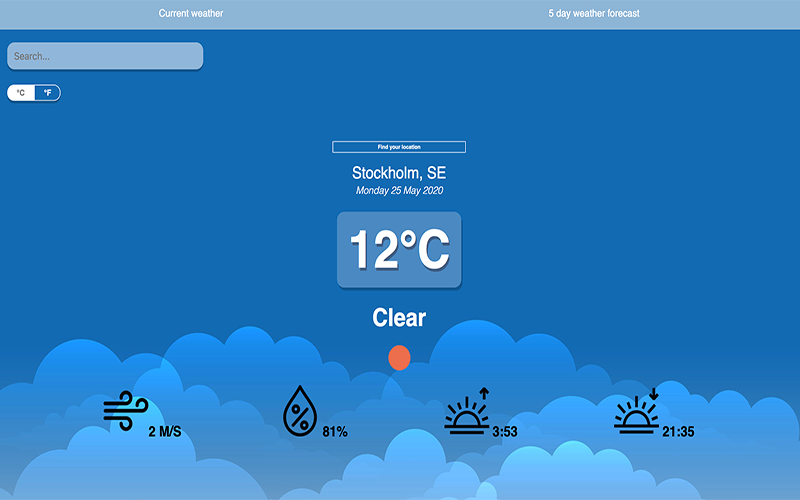 Current weather
5 day weather forecast
Search...
°C
°F
Find your location
Stockholm, SE
Monday 25 May 2020
12°C
Clear
2 M/S
81%
3:53
21:35